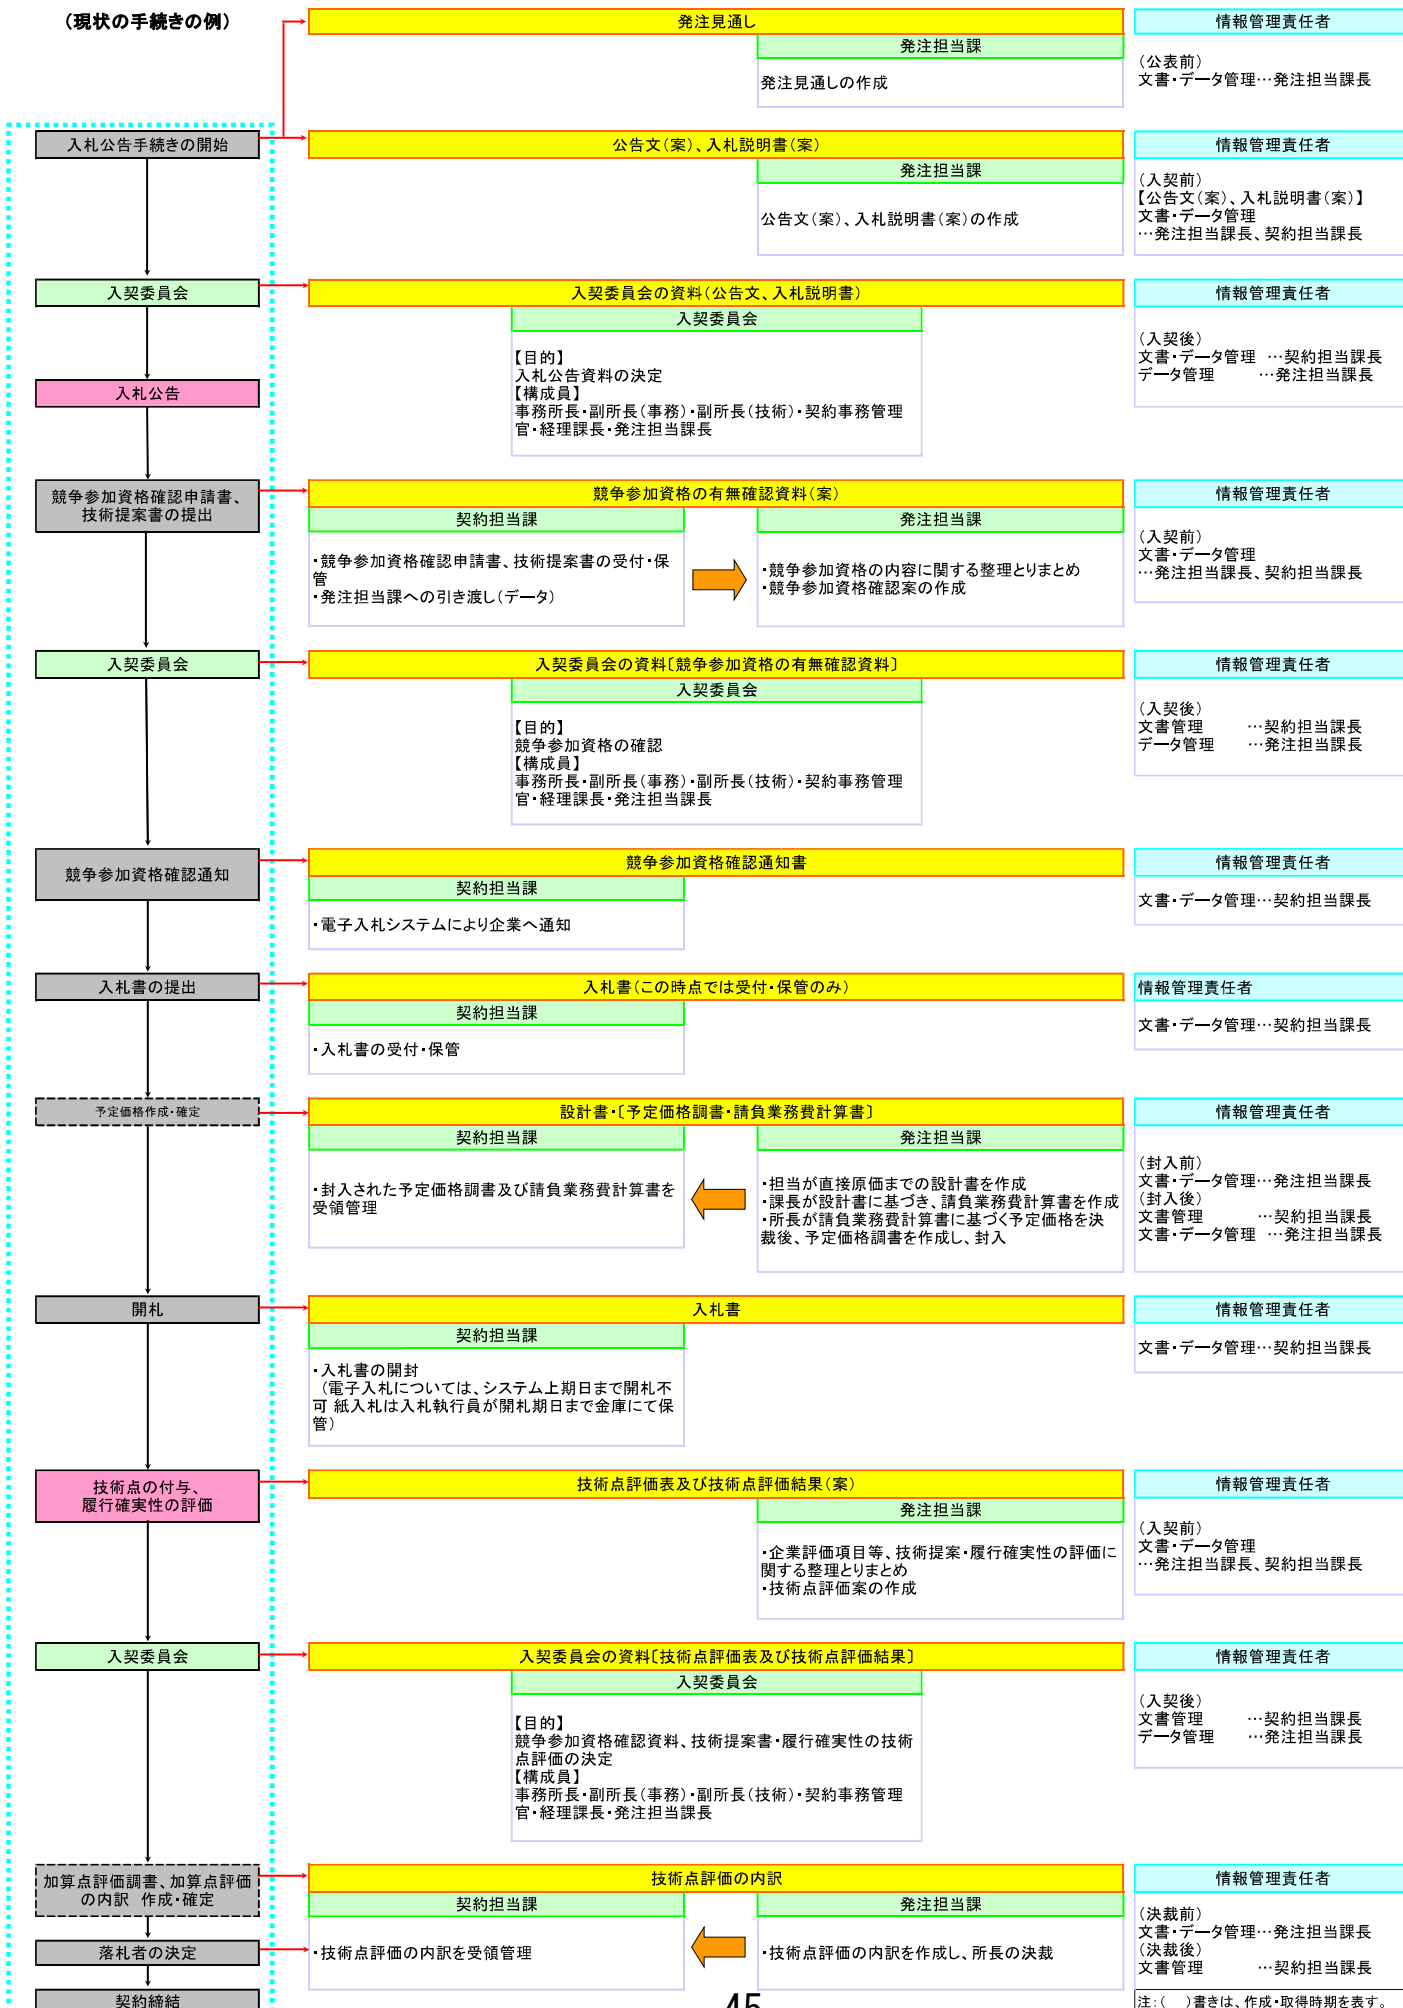 （現状の手続きの例）
発注見通し
情報管理責任者
発注担当課
発注見通しの作成
（公表前）
文書・データ管理…発注担当課長
入札公告手続きの開始
公告文（案）、入札説明書（案）
情報管理責任者
発注担当課
公告文（案）、入札説明書（案）の作成
（入契前）
【公告文（案）、入札説明書（案）】
文書・データ管理
…発注担当課長、契約担当課長
入契委員会
入契委員会の資料（公告文、入札説明書）
情報管理責任者
入契委員会
【目的】
入札公告資料の決定
【構成員】
事務所長・副所長（事務）・副所長（技術）・契約事務管理
官・経理課長・発注担当課長
（入契後）
文書・データ管理　…契約担当課長
データ管理　　　…発注担当課長
入札公告
競争参加資格確認申請書、
技術提案書の提出
競争参加資格の有無確認資料（案）
情報管理責任者
契約担当課
発注担当課
・競争参加資格確認申請書、技術提案書の受付・保
管
・発注担当課への引き渡し（データ）
・競争参加資格の内容に関する整理とりまとめ
・競争参加資格確認案の作成
（入契前）
文書・データ管理
…発注担当課長、契約担当課長
入契委員会
入契委員会の資料〔競争参加資格の有無確認資料〕
情報管理責任者
入契委員会
【目的】
競争参加資格の確認
【構成員】
事務所長・副所長（事務）・副所長（技術）・契約事務管理
官・経理課長・発注担当課長
（入契後）
文書管理　　　…契約担当課長
データ管理　　…発注担当課長
競争参加資格確認通知
競争参加資格確認通知書
情報管理責任者
契約担当課
・電子入札システムにより企業へ通知
文書・データ管理…契約担当課長
入札書の提出
入札書（この時点では受付・保管のみ）
情報管理責任者
契約担当課
・入札書の受付・保管
文書・データ管理…契約担当課長
予定価格作成・確定
設計書・〔予定価格調書・請負業務費計算書〕
情報管理責任者
契約担当課
発注担当課
・封入された予定価格調書及び請負業務費計算書を
受領管理
・担当が直接原価までの設計書を作成
・課長が設計書に基づき、請負業務費計算書を作成
・所長が請負業務費計算書に基づく予定価格を決
裁後、予定価格調書を作成し、封入
（封入前）
文書・データ管理…発注担当課長
（封入後）
文書管理　　　　…契約担当課長
文書・データ管理　…発注担当課長
開札
入札書
情報管理責任者
契約担当課
・入札書の開封
（電子入札については、システム上期日まで開札不
可 紙入札は入札執行員が開札期日まで金庫にて保
管）
文書・データ管理…契約担当課長
技術点の付与、
履行確実性の評価
技術点評価表及び技術点評価結果（案）
情報管理責任者
発注担当課
・企業評価項目等、技術提案・履行確実性の評価に
関する整理とりまとめ
・技術点評価案の作成
（入契前）
文書・データ管理
…発注担当課長、契約担当課長
入契委員会
入契委員会の資料〔技術点評価表及び技術点評価結果〕
情報管理責任者
入契委員会
【目的】
競争参加資格確認資料、技術提案書・履行確実性の技術
点評価の決定
【構成員】
事務所長・副所長（事務）・副所長（技術）・契約事務管理
官・経理課長・発注担当課長
（入契後）
文書管理　　　…契約担当課長
データ管理　　…発注担当課長
加算点評価調書、加算点評価
の内訳　作成・確定
技術点評価の内訳
情報管理責任者
契約担当課
発注担当課
・技術点評価の内訳を受領管理
・技術点評価の内訳を作成し、所長の決裁
（決裁前）
文書・データ管理…発注担当課長
（決裁後）
文書管理　　　　…契約担当課長
落札者の決定
契約締結
注：（　）書きは、作成・取得時期を表す。
45